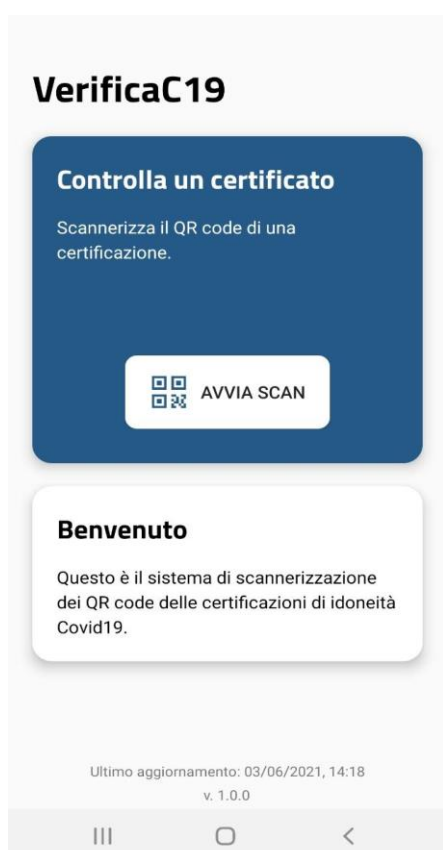 VerificaC19
Controlla un certificato
Scannerizza il QR code di una
certificazione.
AVVIA SCAN
Benvenuto
Questo è il sistema di scannerizzazione
dei QR code delle certificazioni di idoneità
Covid19.
Ultimo aggiornamento: 03/06/2021, 14:18
v. 1.0.0